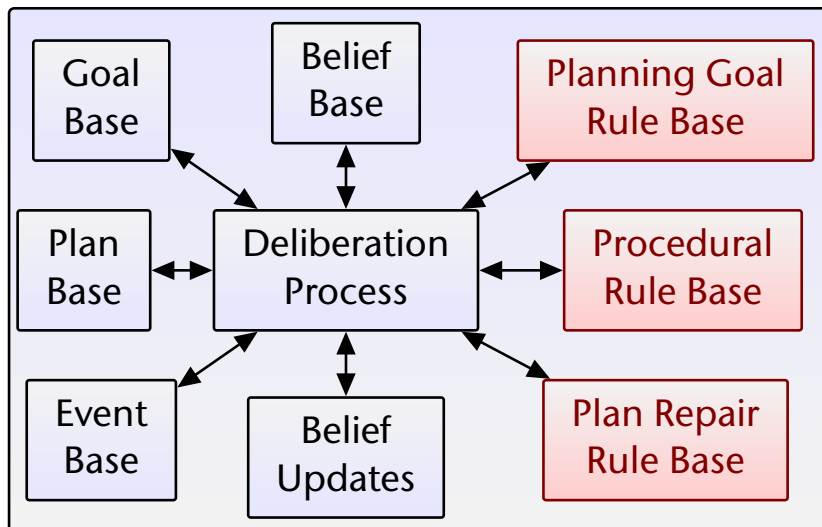 Goal
Base
Belief
Base
Planning Goal
Rule Base
Plan
Base
Deliberation
Process
Procedural
Rule Base
Event
Base
Belief
Updates
Plan Repair
Rule Base